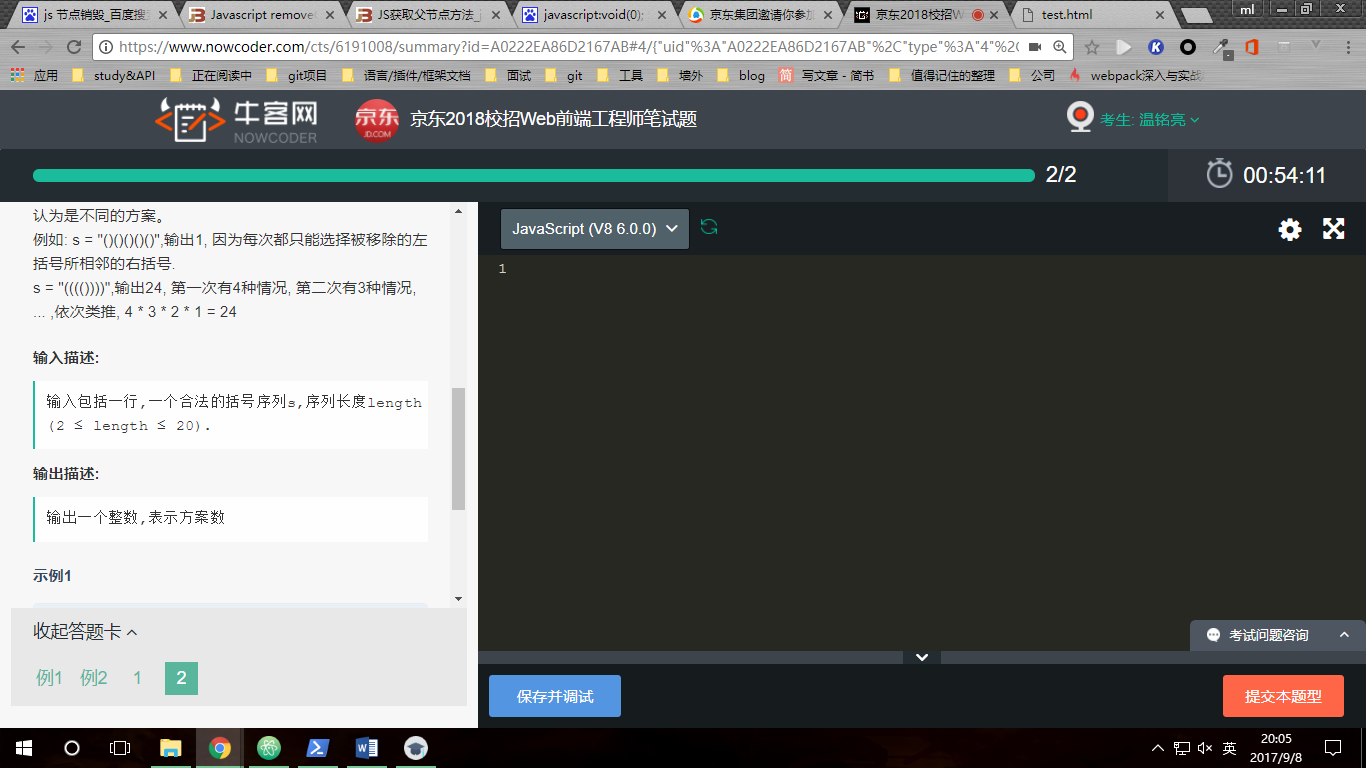 js 节点销毁_百度搜
Javascript remove
JS获取父节点方法_j
javascript:void(0);
京东集团邀请你参加
京东2018校招W
test.html
ml
https://www.nowcoder.com/cts/6191008/summary?id=A0222EA86D2167AB#4/{"uid"%3A"A0222EA86D2167AB"%2C"type"%3A"4"%2C
应用
study&API
正在阅读中
git项目
语言/插件/框架文档
面试
git
工具
墙外
blog
简 写文章 - 简书
值得记住的整理
公司
webpack深入与实战
牛客网
NOWCODER
京东
JD.COM
京东2018校招Web前端工程师笔试题
考生: 温铭亮
2/2
00:54:11
认为是不同的方案。
例如: s = "()()()()()",输出1, 因为每次都只能选择被移除的左
括号所相邻的右括号.
s = "(((())))",输出24, 第一次有4种情况, 第二次有3种情况,
... ,依次类推, 4 * 3 * 2 * 1 = 24
输入描述:
输入包括一行,一个合法的括号序列s,序列长度length
(2 ≤ length ≤ 20).
输出描述:
输出一个整数,表示方案数
示例1
收起答题卡
例1 例2 1 2
JavaScript (V8 6.0.0)
1
考试问题咨询
保存并调试
提交本题型
英
20:05
2017/9/8